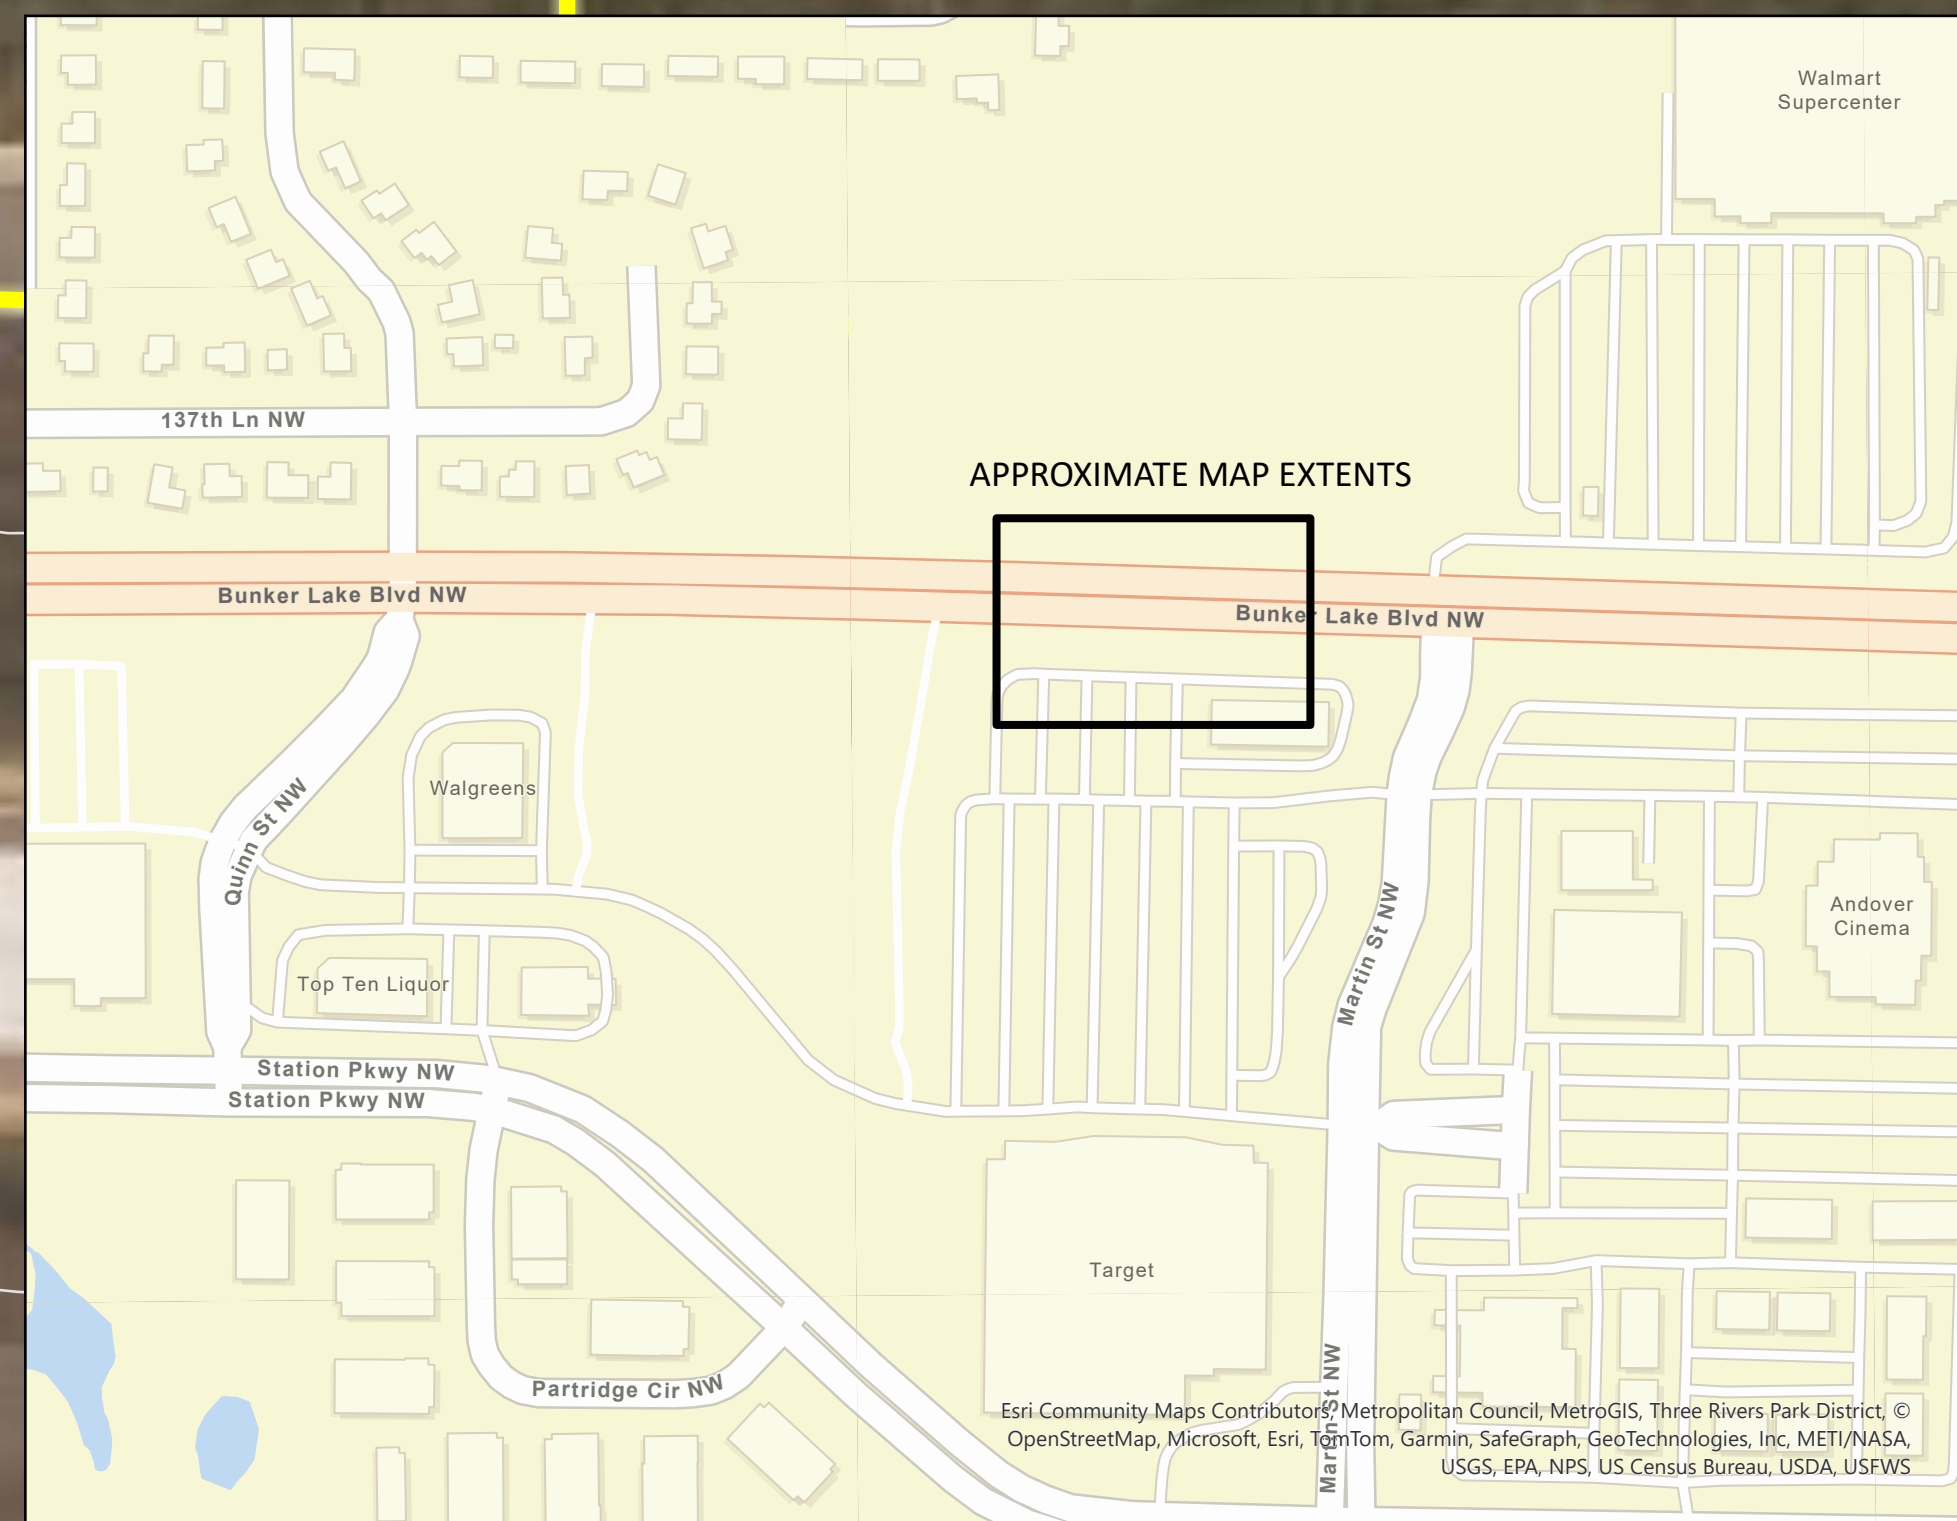 Walmart
Supercenter
137th Ln NW
APPROXIMATE MAP EXTENTS
Bunker Lake Blvd NW
Bunker Lake Blvd NW
Walgreens
Quinn St NW
Andover
Cinema
Martin St NW
Top Ten Liquor
Station Pkwy NW
Station Pkwy NW
Target
Partridge Cir NW
Martin St NW
Esri Community Maps Contributors, Metropolitan Council, MetroGIS, Three Rivers Park District, ©
OpenStreetMap, Microsoft, Esri, TomTom, Garmin, SafeGraph, GeoTechnologies, Inc, METI/NASA,
USGS, EPA, NPS, US Census Bureau, USDA, USFWS